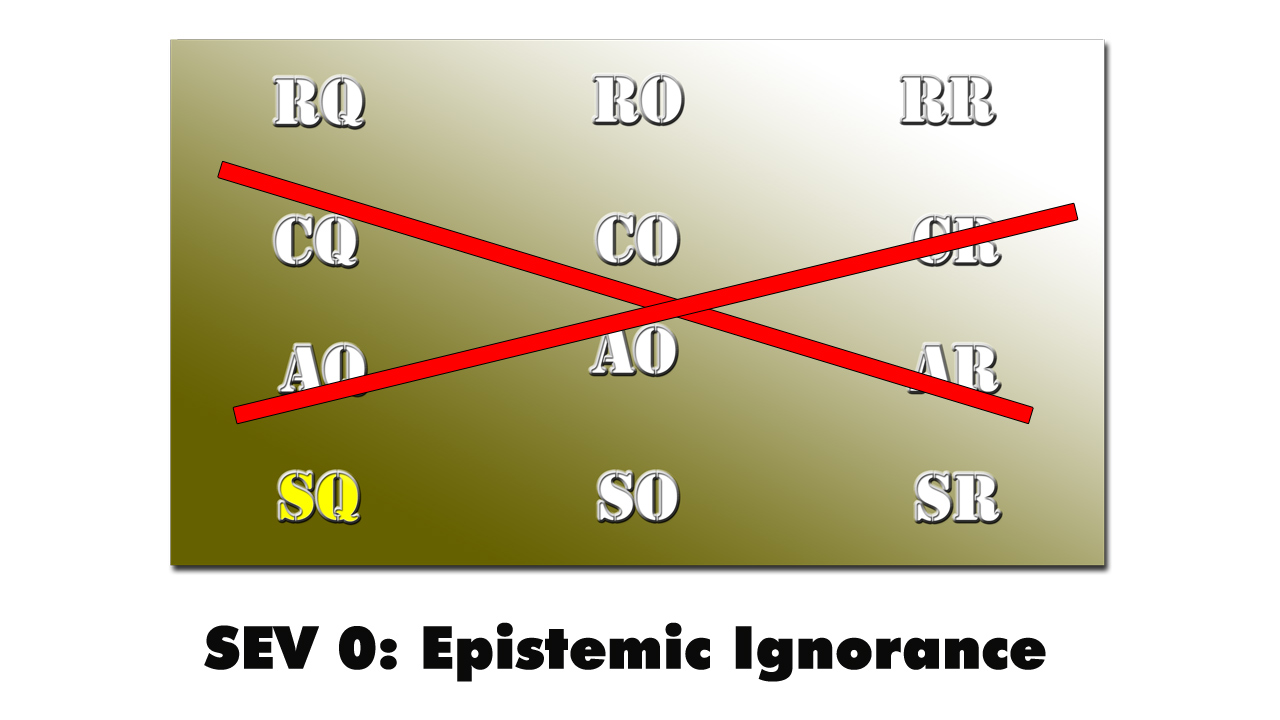 RQ RO RR
CQ CO CR
AQ AO AR
SQ SO SR
SEV 0: Epistemic Ignorance